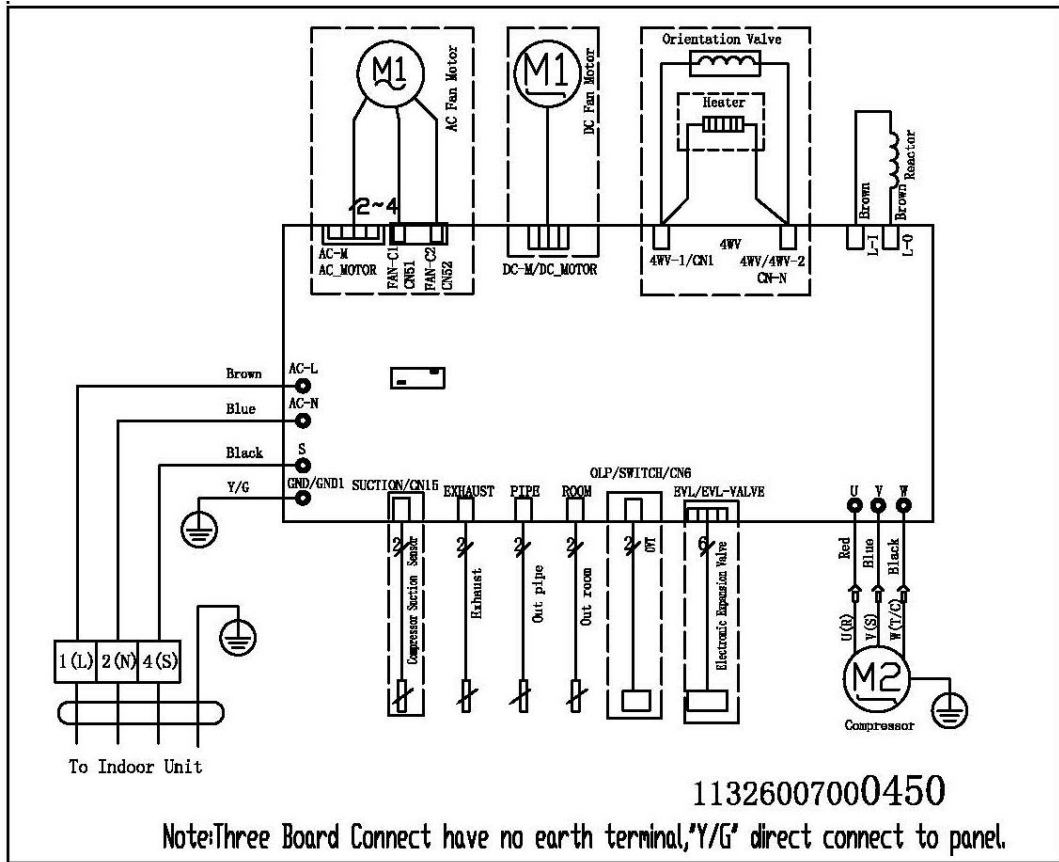 M1
AC Fan Motor
2~4
AC-M
AC_MOTOR
FAN-C1
CN51
FAN-C2
CN52
M1
DC Fan Motor
DC-M/DC_MOTOR
Orientation Valve
Heater
4WV-1/CN1
4WV
4WV/4WV-2
CN-N
Brown
Brown
Reactor
L-I
L-O
Brown
AC-L
Blue
AC-N
Black
S
Y/G
GND/GND1
SUCTION/CN15
EXHAUST
PIPE
ROOM
OLP/SWITCH/CN6
EVL/EVL-VALVE
U
V
W
2
Compressor Suction Sensor
2
Exhaust
2
Out pipe
2
Out room
2
OVT
6
Electronic Expansion Valve
Red
Blue
Black
U(R)
V(S)
W(T/C)
M2
Compressor
1(L)
2(N)
4(S)
To Indoor Unit
113260070000450
Note:Three Board Connect have no earth terminal,"Y/G" direct connect to panel.